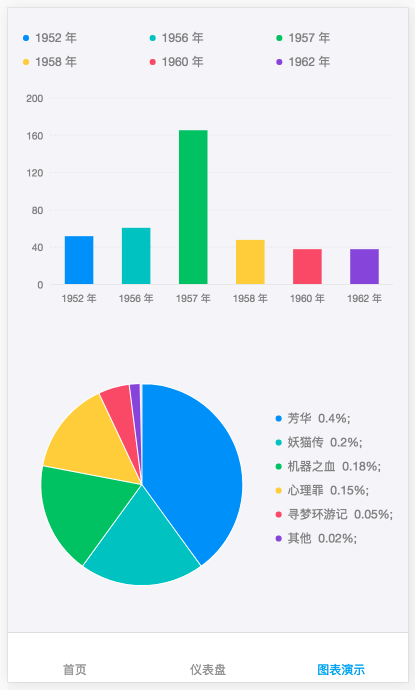 1952 年 1956 年 1957 年
1958 年 1960 年 1962 年
200
160
120
80
40
0
1952 年 1956 年 1957 年 1958 年 1960 年 1962 年
芳华 0.4%;
妖猫传 0.2%;
机器之血 0.18%;
心理罪 0.15%;
寻梦环游记 0.05%;
其他 0.02%;
首页 仪表盘 图表演示